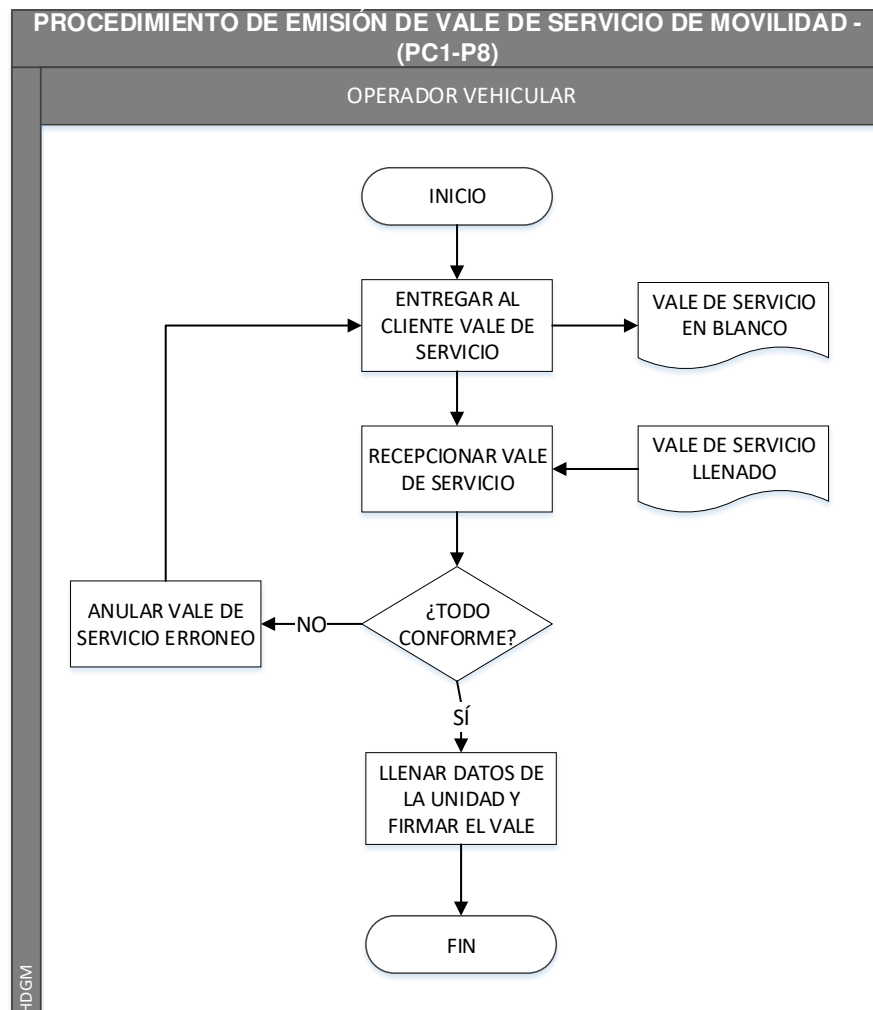 PROCEDIMIENTO DE EMISIÓN DE VALE DE SERVICIO DE MOVILIDAD -
(PC1-P8)
OPERADOR VEHICULAR
INICIO
ENTREGAR AL
CLIENTE VALE DE
SERVICIO
VALE DE SERVICIO
EN BLANCO
RECEPCIONAR VALE
DE SERVICIO
VALE DE SERVICIO
LLENADO
¿TODO
CONFORME?
NO
ANULAR VALE DE
SERVICIO ERRONEO
SÍ
LLENAR DATOS DE
LA UNIDAD Y
FIRMAR EL VALE
FIN
HDGM